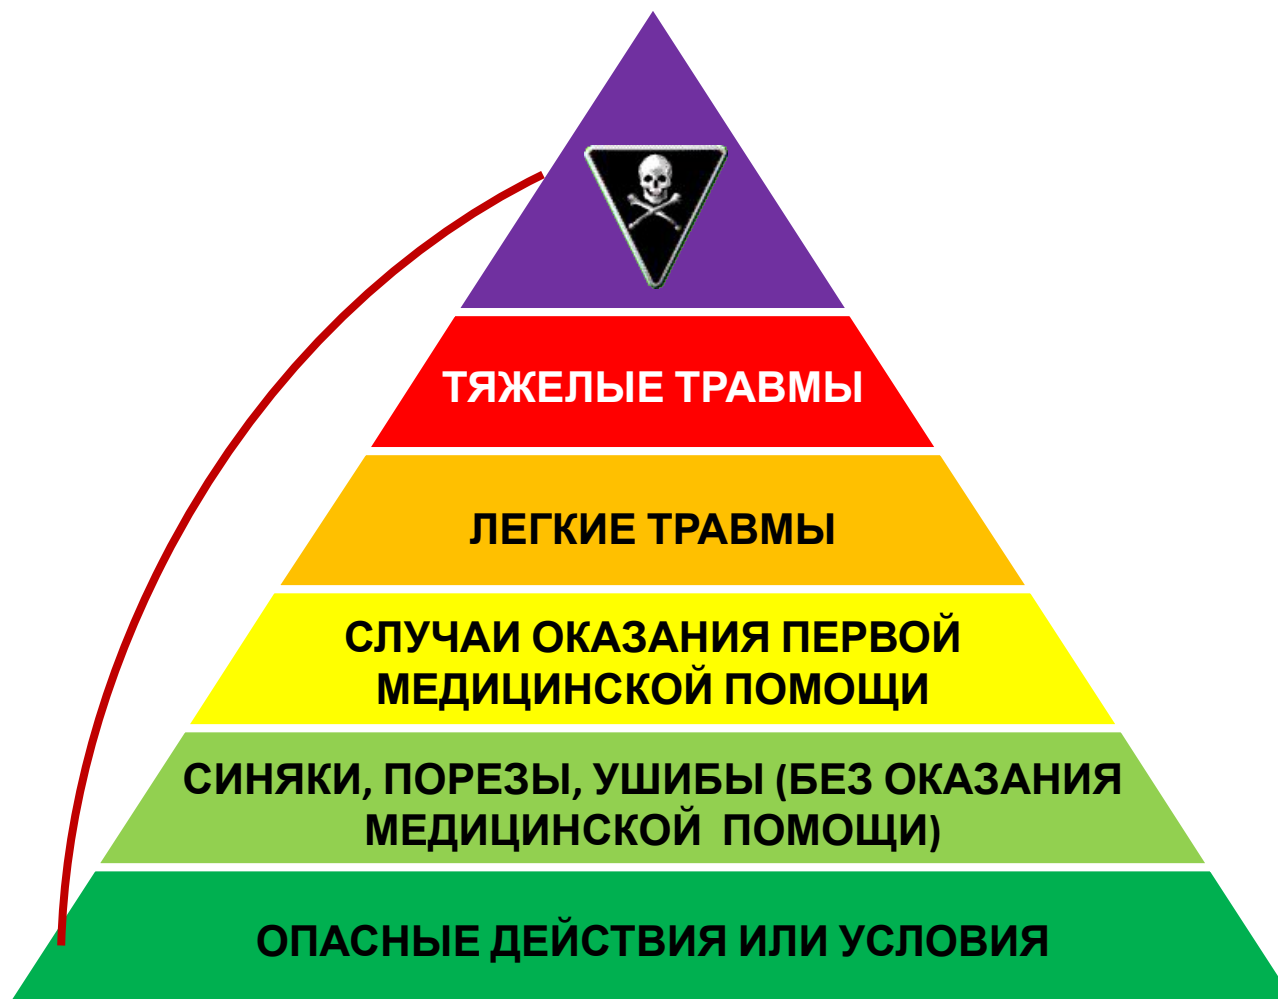 ТЯЖЕЛЫЕ ТРАВМЫ
ЛЕГКИЕ ТРАВМЫ
СЛУЧАИ ОКАЗАНИЯ ПЕРВОЙ
МЕДИЦИНСКОЙ ПОМОЩИ
СИНЯКИ, ПОРЕЗЫ, УШИБЫ (БЕЗ ОКАЗАНИЯ
МЕДИЦИНСКОЙ ПОМОЩИ)
ОПАСНЫЕ ДЕЙСТВИЯ ИЛИ УСЛОВИЯ